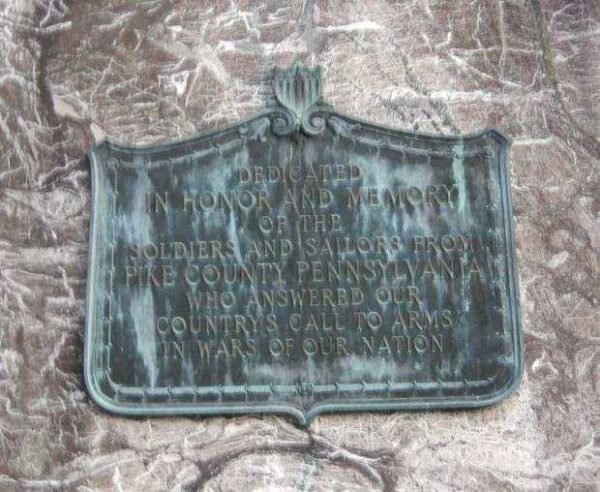 DEDICATED
IN HONOR AND MEMORY
OF THE
SOLDIERS AND SAILORS FROM
PIKE COUNTY PENNSYLVANIA
WHO ANSWERED OUR
COUNTRY'S CALL TO ARMS
IN WARS OF OUR NATION